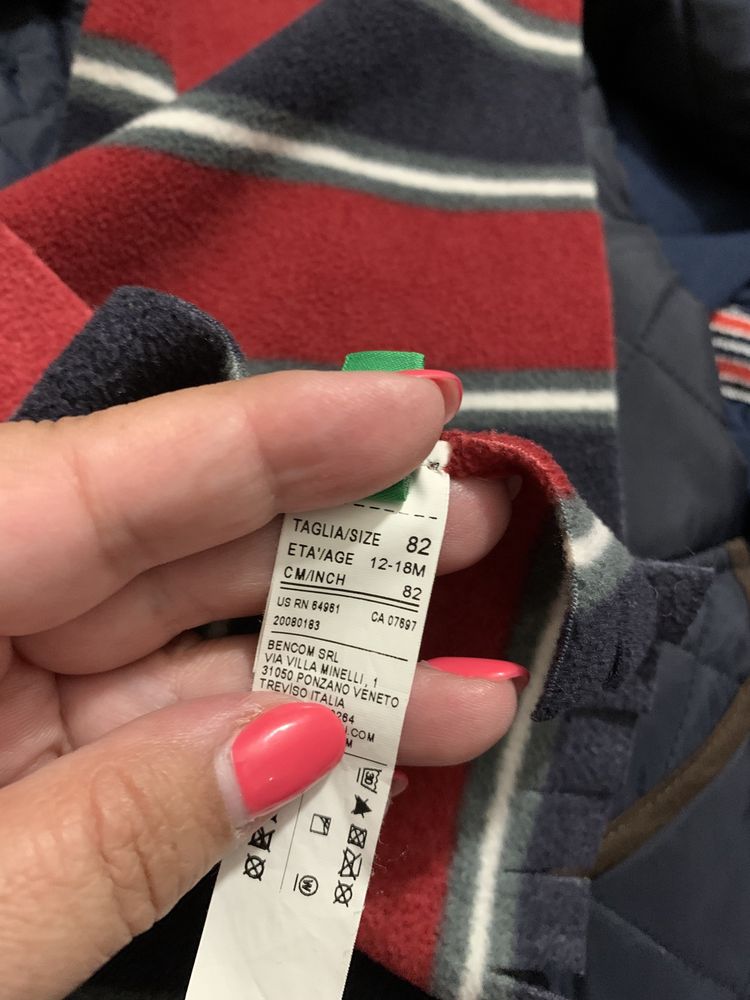 TAGLIA/SIZE 82
ETA'/AGE 12-18M
CM/INCH 82
US RN 64961 CA 07697
20080183
BENCOM SRL
VIA VILLA MINELLI, 1
31050 PONZANO VENETO
TREVISO ITALIA